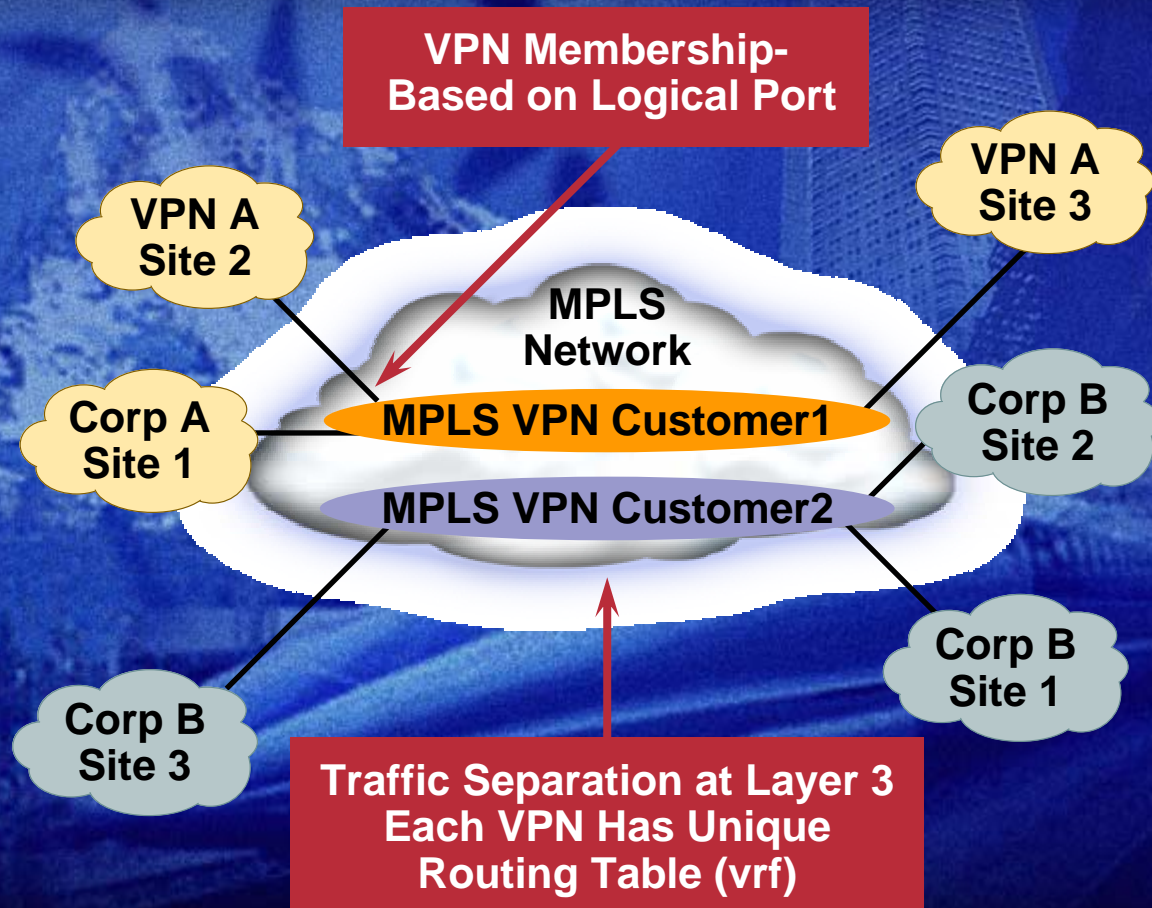 VPN Membership-
Based on Logical Port
VPN A
Site 3
VPN A
Site 2
MPLS
Network
Corp A
Site 1
MPLS VPN Customer1
Corp B
Site 2
MPLS VPN Customer2
Corp B
Site 1
Corp B
Site 3
Traffic Separation at Layer 3
Each VPN Has Unique
Routing Table (vrf)